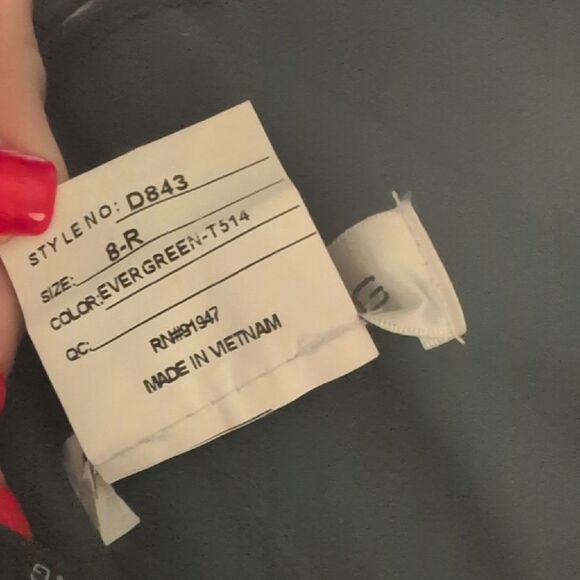 STYLE NO: D843
SIZE: 8-R
COLOR:EVERGREEN-T514
QC:
RN#91947
MADE IN VIETNAM
G